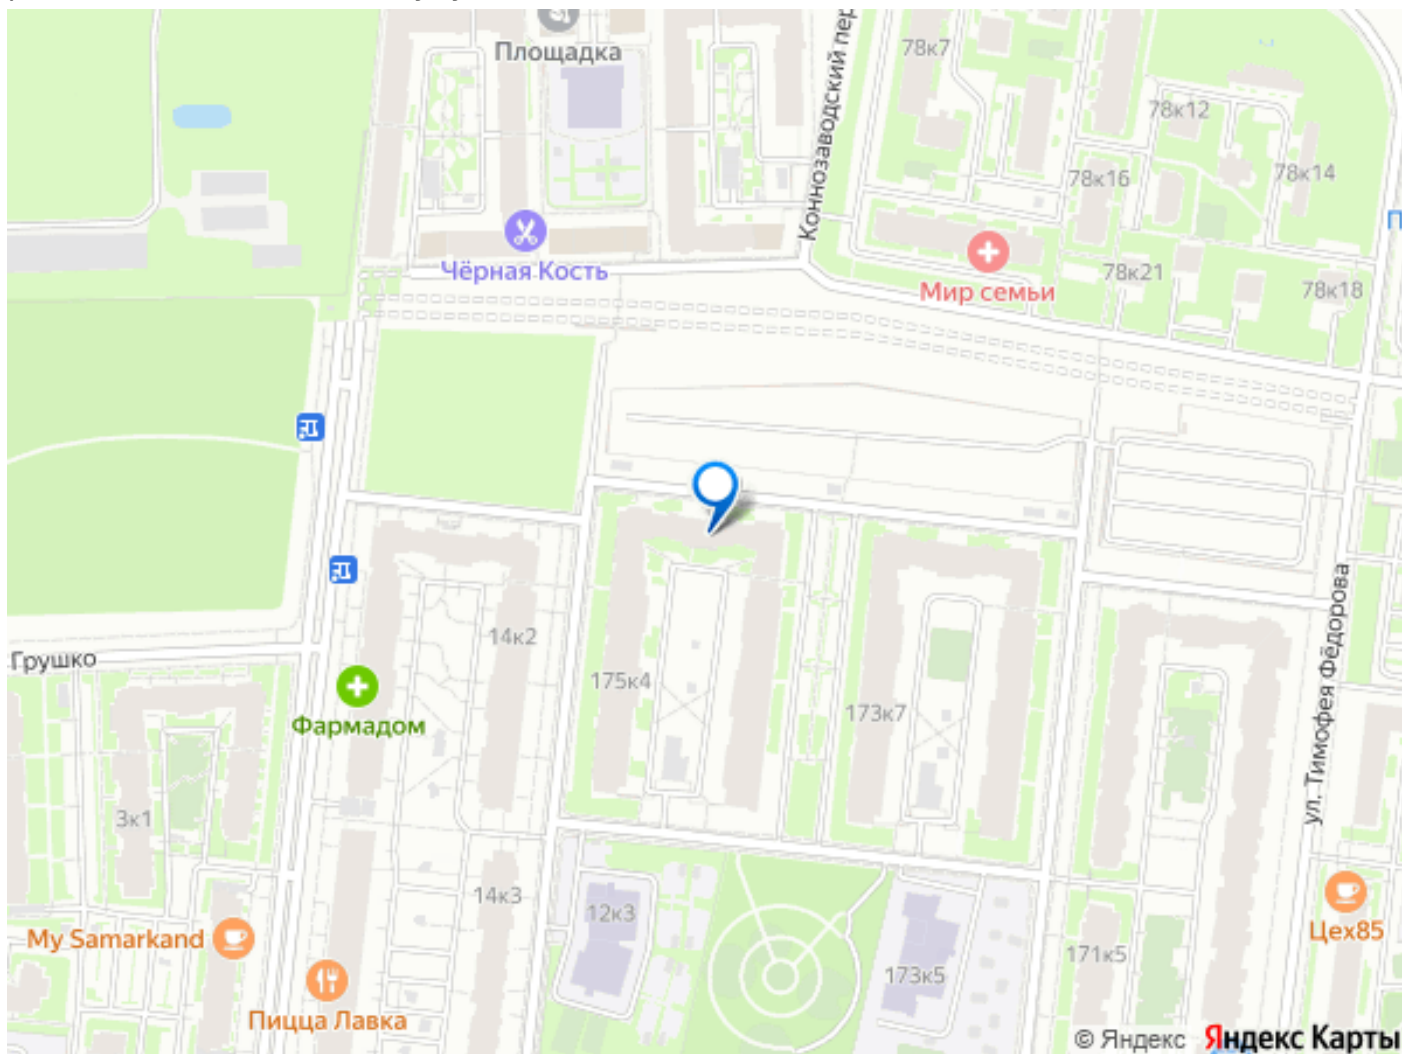 Площадка
Коннозаводский пер
78к7
78к12
78к16
78к14
Чёрная Кость
Мир семьи
78к21
78к18
14к2
Грушко
175к4
173к7
Фармадом
ул. Тимофея Фёдорова
3к1
14к3
12к3
My Samarkand
Цех85
171к5
173к5
Пицца Лавка
© Яндекс Яндекс Карты